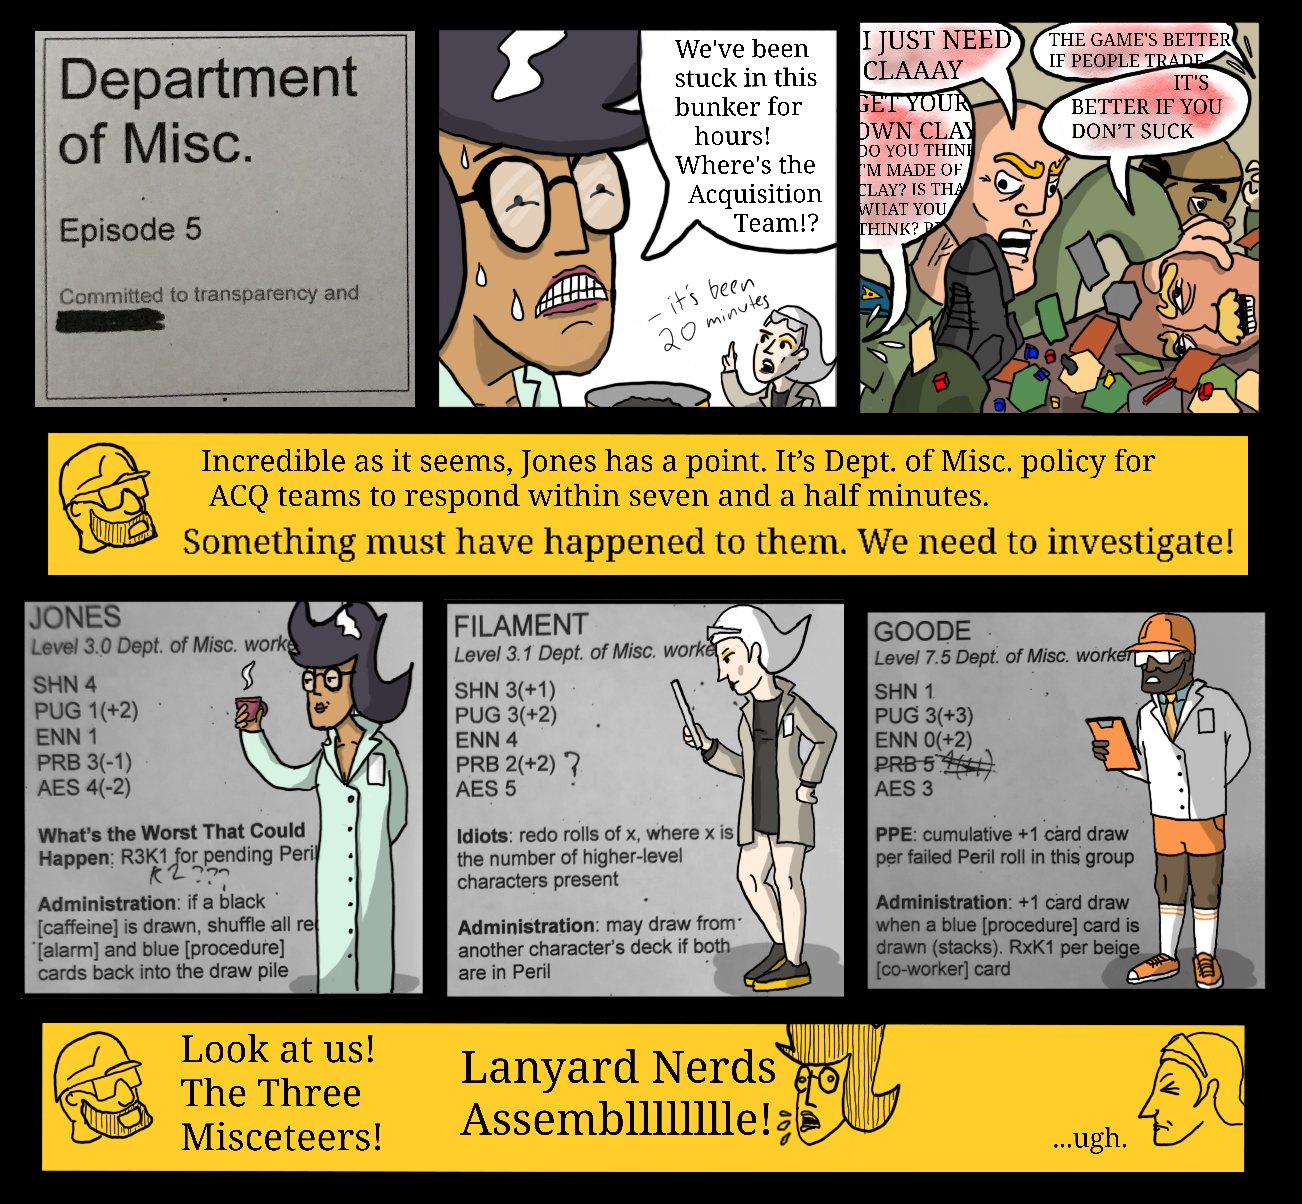 Department
of Misc.
Episode 5
Committed to transparency and
We've been
stuck in this
bunker for
hours!
Where's the
Acquisition
Team!?
– it's been
20 minutes
I JUST NEED
CLAAAY
GET YOUR
OWN CLAY
DO YOU THINK
I'M MADE OF
CLAY? IS THA
WHAT YOU
THINK?
THE GAME'S BETTER
IF PEOPLE TRADE
IT'S
BETTER IF YOU
DON'T SUCK
Incredible as it seems, Jones has a point. It's Dept. of Misc. policy for
ACQ teams to respond within seven and a half minutes.
Something must have happened to them. We need to investigate!
JONES
Level 3.0 Dept. of Misc. worke
SHN 4
PUG 1(+2)
ENN 1
PRB 3(-1)
AES 4(-2)
What's the Worst That Could
Happen: R3K1 for pending Peril
K2???
Administration: if a black
[caffeine] is drawn, shuffle all re
[alarm] and blue [procedure]
cards back into the draw pile
FILAMENT
Level 3.1 Dept. of Misc. worke
SHN 3(+1)
PUG 3(+2)
ENN 4
PRB 2(+2) ?
AES 5
Idiots: redo rolls of x, where x is
the number of higher-level
characters present
Administration: may draw from
another character's deck if both
are in Peril
GOODE
Level 7.5 Dept. of Misc. worker
SHN 1
PUG 3(+3)
ENN 0(+2)
PRB 5
AES 3
PPE: cumulative +1 card draw
per failed Peril roll in this group
Administration: +1 card draw
when a blue [procedure] card is
drawn (stacks). RxK1 per beige
[co-worker] card
Look at us!
The Three
Misceteers!
Lanyard Nerds
Assembllllllle!
...ugh.